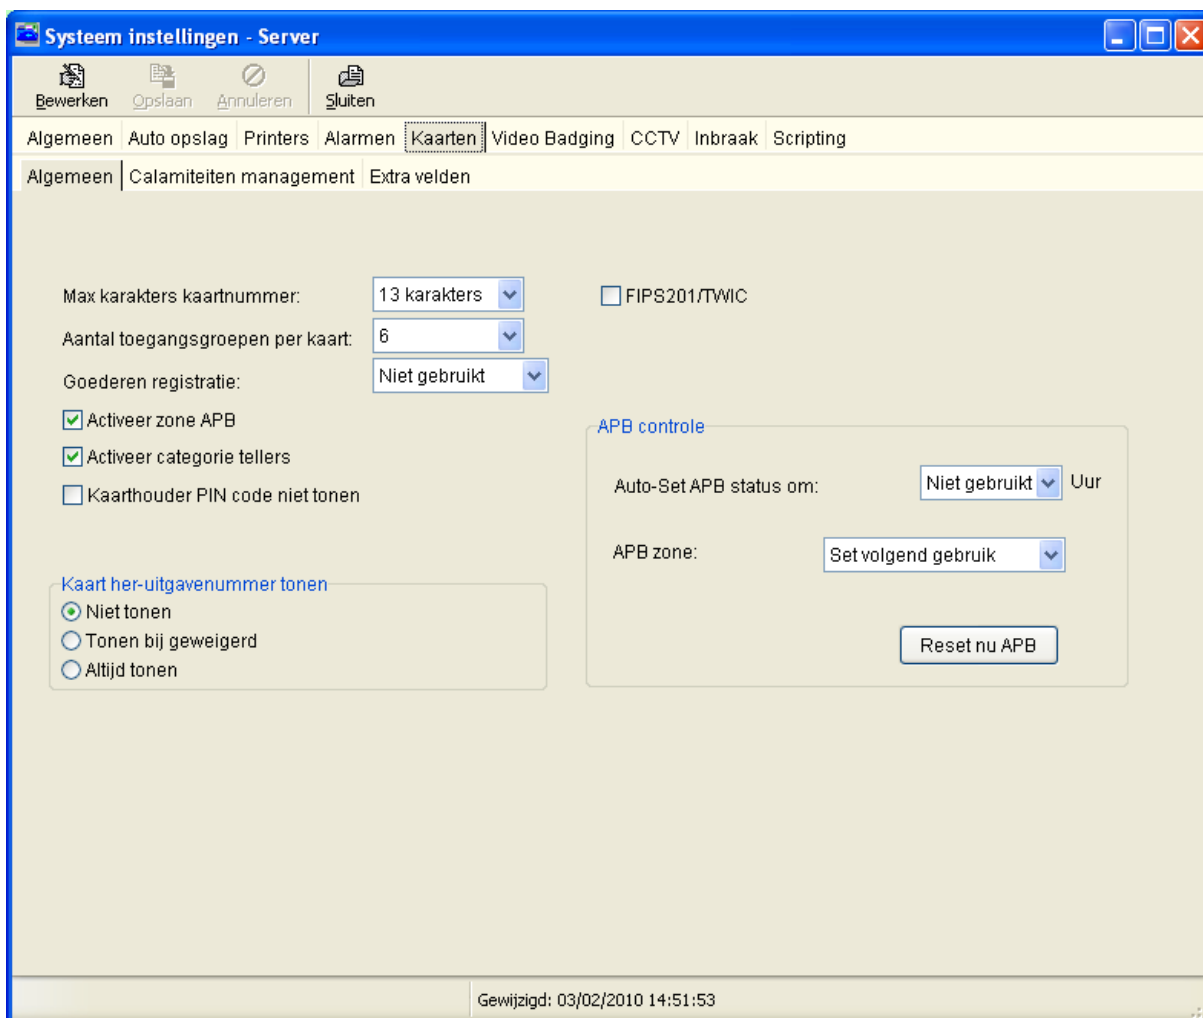 Systeem instellingen - Server
Bewerken Opslaan Annuleren Sluiten
Algemeen Auto opslag Printers Alarmen Kaarten Video Badging CCTV Inbraak Scripting
Algemeen Calamiteiten management Extra velden
Max karakters kaartnummer: 13 karakters FIPS201/TWIC
Aantal toegangsgroepen per kaart: 6
Goederen registratie: Niet gebruikt
Activeer zone APB
Activeer categorie tellers
Kaarthouder PIN code niet tonen
APB controle
Auto-Set APB status om: Niet gebruikt Uur
APB zone: Set volgend gebruik
Reset nu APB
Kaart her-uitgavenummer tonen
Niet tonen
Tonen bij geweigerd
Altijd tonen
Gewijzigd: 03/02/2010 14:51:53